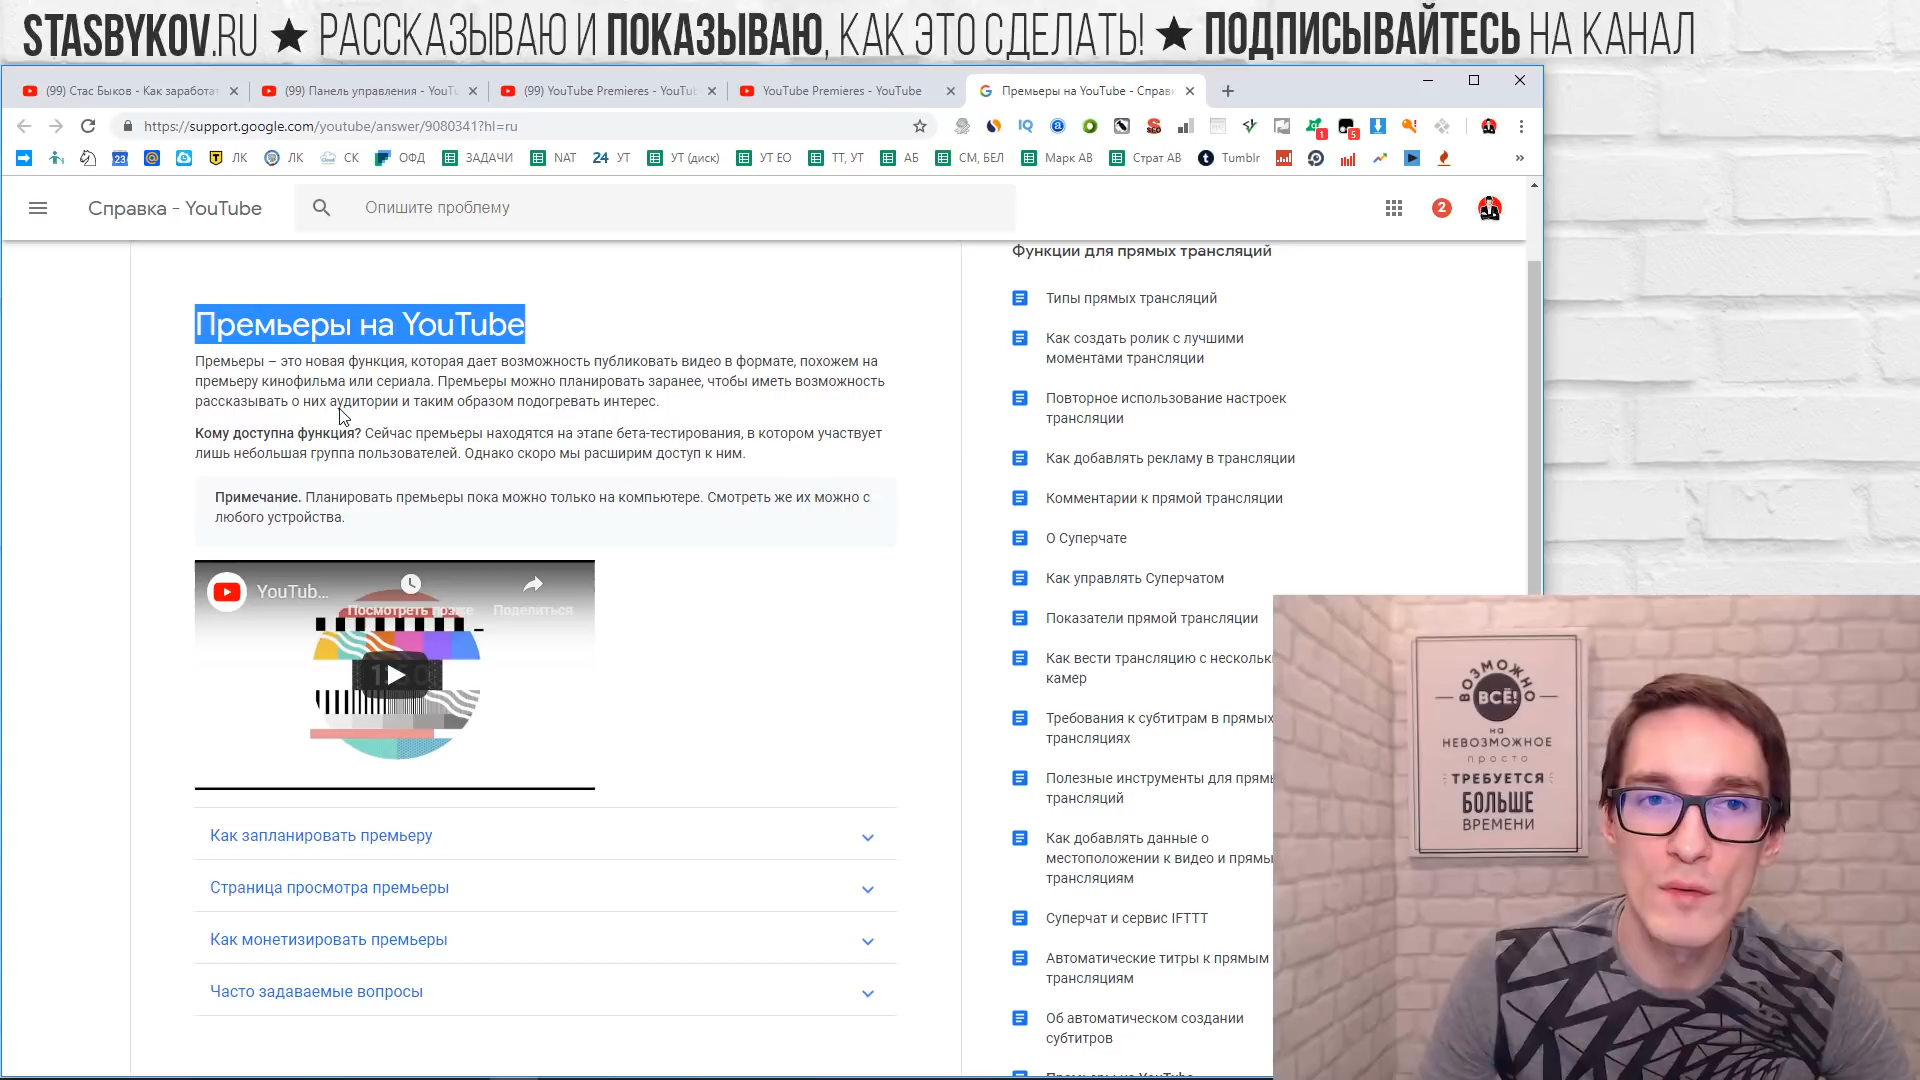 STASBYKOV.RU ★ РАССКАЗЫВАЮ И ПОКАЗЫВАЮ, КАК ЭТО СДЕЛАТЬ! ★ ПОДПИСЫВАЙТЕСЬ НА КАНАЛ
(99) Стас Быков - Как заработат
(99) Панель управления - YouTu
(99) YouTube Premieres - YouTub
YouTube Premieres - YouTube
Премьеры на YouTube - Справк
https://support.google.com/youtube/answer/9080341?hl=ru
ЛК
ЛК
СК
ОФД
ЗАДАЧИ
NAT
24 УТ
УТ (диск)
УТ ЕО
ТТ, УТ
АБ
СМ, БЕЛ
Марк АВ
Страт АВ
Tumblr
»
Справка - YouTube
Опишите проблему
2
Премьеры на YouTube
Премьеры – это новая функция, которая дает возможность публиковать видео в формате, похожем на
премьеру кинофильма или сериала. Премьеры можно планировать заранее, чтобы иметь возможность
рассказывать о них аудитории и таким образом подогревать интерес.
Кому доступна функция? Сейчас премьеры находятся на этапе бета-тестирования, в котором участвует
лишь небольшая группа пользователей. Однако скоро мы расширим доступ к ним.
Примечание. Планировать премьеры пока можно только на компьютере. Смотреть же их можно с
любого устройства.
YouTub...
Посмотреть позже
Поделиться
Как запланировать премьеру
Страница просмотра премьеры
Как монетизировать премьеры
Часто задаваемые вопросы
Функции для прямых трансляций
Типы прямых трансляций
Как создать ролик с лучшими
моментами трансляции
Повторное использование настроек
трансляции
Как добавлять рекламу в трансляции
Комментарии к прямой трансляции
О Суперчате
Как управлять Суперчатом
Показатели прямой трансляции
Как вести трансляцию с нескольк
камер
Требования к субтитрам в прямых
трансляциях
Полезные инструменты для прямь
трансляций
Как добавлять данные о
местоположении к видео и прямы
трансляциям
Суперчат и сервис IFTTT
Автоматические титры к прямым
трансляциям
Об автоматическом создании
субтитров
Премьеры на YouTube
ВОЗМОЖНО
ВСЁ!
на
НЕВОЗМОЖНОЕ
просто
ТРЕБУЕТСЯ
БОЛЬШЕ
ВРЕМЕНИ